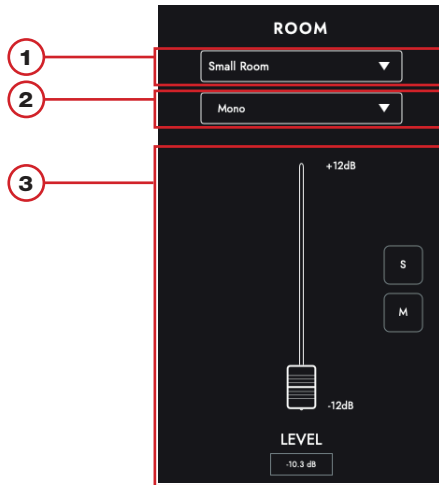 ROOM
1
Small Room
2
Mono
3
+12dB
S
M
-12dB
LEVEL
-10.3 dB